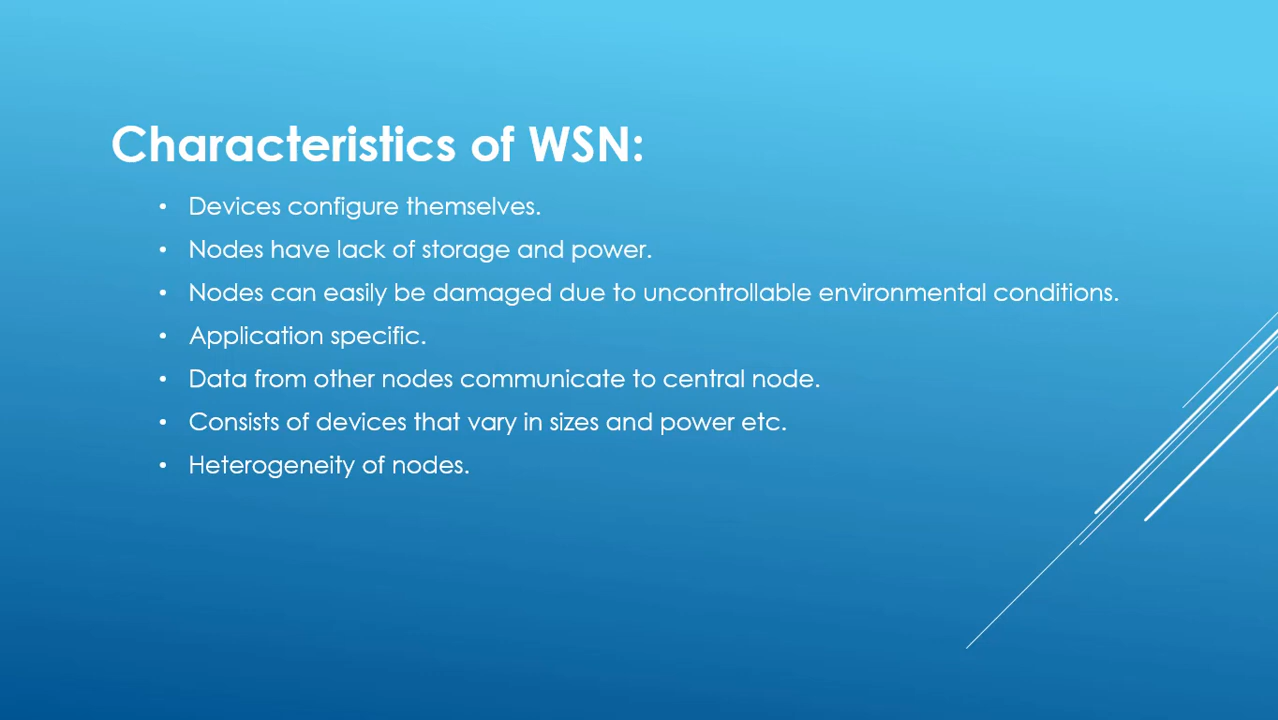 Characteristics of WSN:
• Devices configure themselves.
• Nodes have lack of storage and power.
• Nodes can easily be damaged due to uncontrollable environmental conditions.
• Application specific.
• Data from other nodes communicate to central node.
• Consists of devices that vary in sizes and power etc.
• Heterogeneity of nodes.